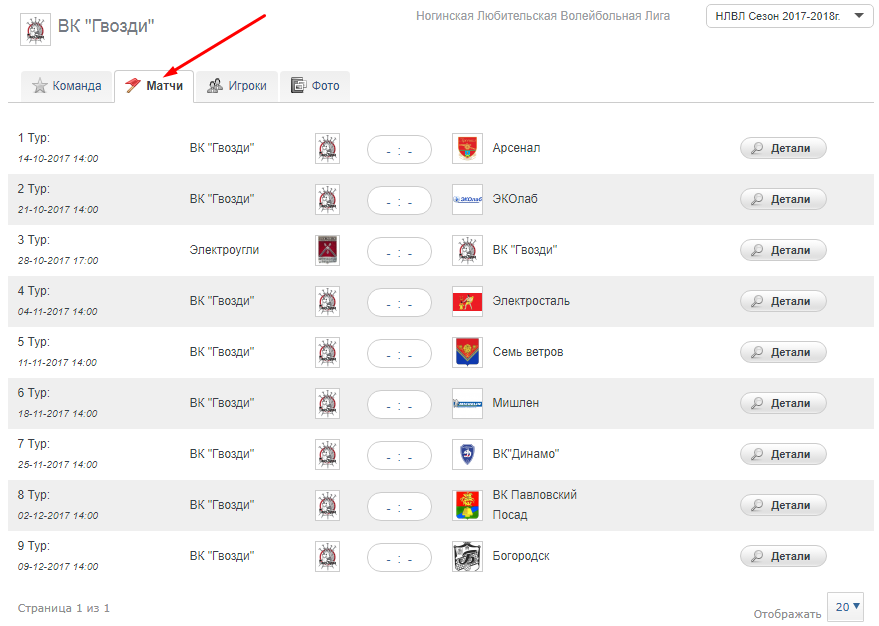 ВК "Гвозди"
Ногинская Любительская Волейбольная Лига
НЛВЛ Сезон 2017-2018г.
Команда Матчи Игроки Фото
1 Тур:
14-10-2017 14:00
ВК "Гвозди" - : - Арсенал Детали
2 Тур:
21-10-2017 14:00
ВК "Гвозди" - : - ЭКОлаб ЭКОлаб Детали
3 Тур:
28-10-2017 17:00
Электроугли - : - ВК "Гвозди" Детали
4 Тур:
04-11-2017 14:00
ВК "Гвозди" - : - Электросталь Детали
5 Тур:
11-11-2017 14:00
ВК "Гвозди" - : - Семь ветров Детали
6 Тур:
18-11-2017 14:00
ВК "Гвозди" - : - Мишлен Детали
7 Тур:
25-11-2017 14:00
ВК "Гвозди" - : - ВК"Динамо" Детали
8 Тур:
02-12-2017 14:00
ВК "Гвозди" - : - ВК Павловский
Посад
Детали
9 Тур:
09-12-2017 14:00
ВК "Гвозди" - : - Богородск Детали
Страница 1 из 1
Отображать 20